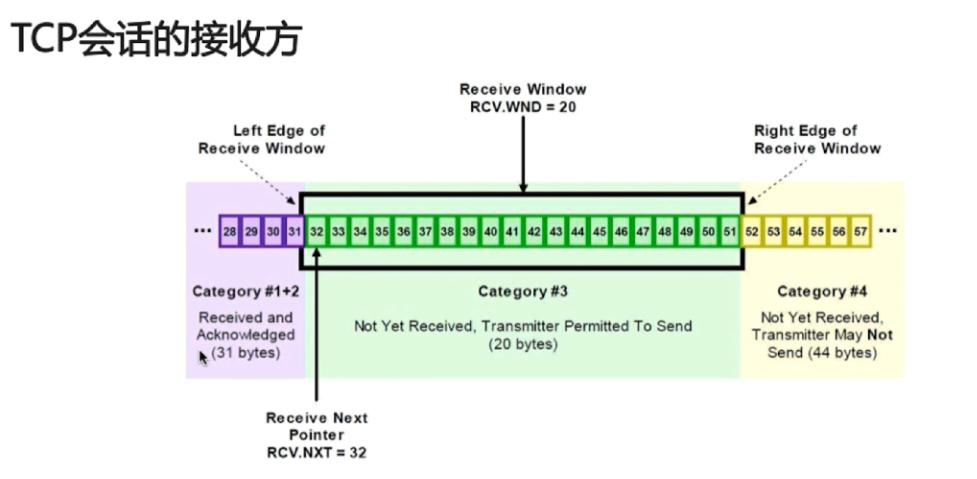 TCP会话的接收方
Receive Window
RCV.WND = 20
Left Edge of
Receive Window
Right Edge of
Receive Window
... 28 29 30 31 32 33 34 35 36 37 38 39 40 41 42 43 44 45 46 47 48 49 50 51 52 53 54 55 56 57 ...
Category #1+2
Received and
Acknowledged
(31 bytes)
Category #3
Not Yet Received, Transmitter Permitted To Send
(20 bytes)
Category #4
Not Yet Received,
Transmitter May Not
Send (44 bytes)
Receive Next
Pointer
RCV.NXT = 32